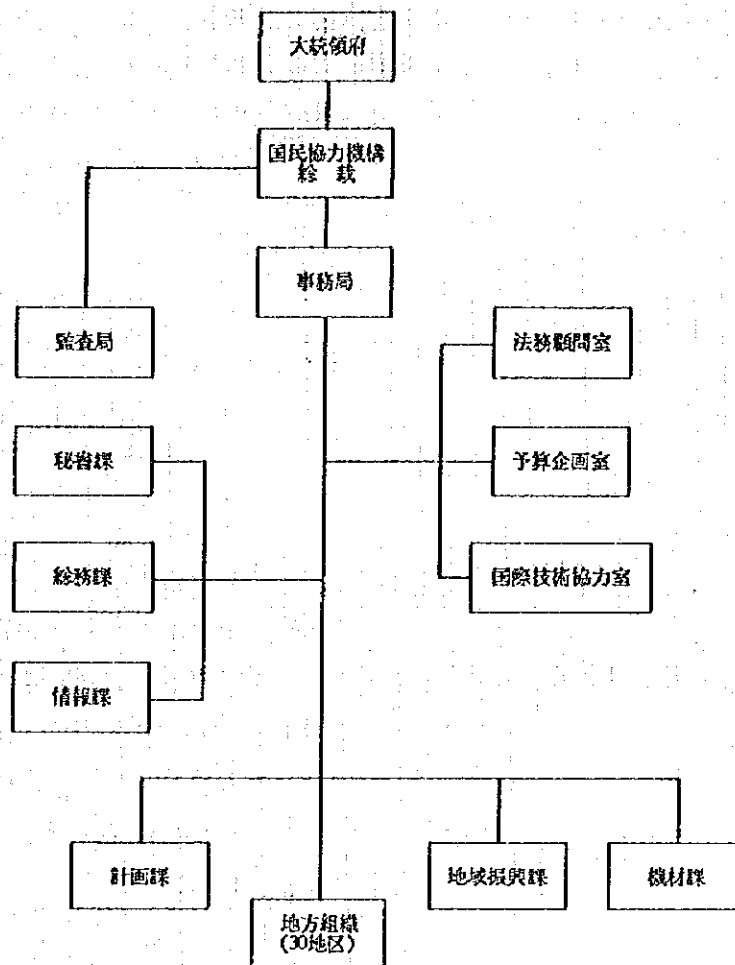 大統領府
国民協力機構
総裁
事務局
監査局
法務顧問室
秘書課
予算企画室
総務課
国際技術協力室
情報課
計画課
地域振興課
機材課
地方組織
(30地区)